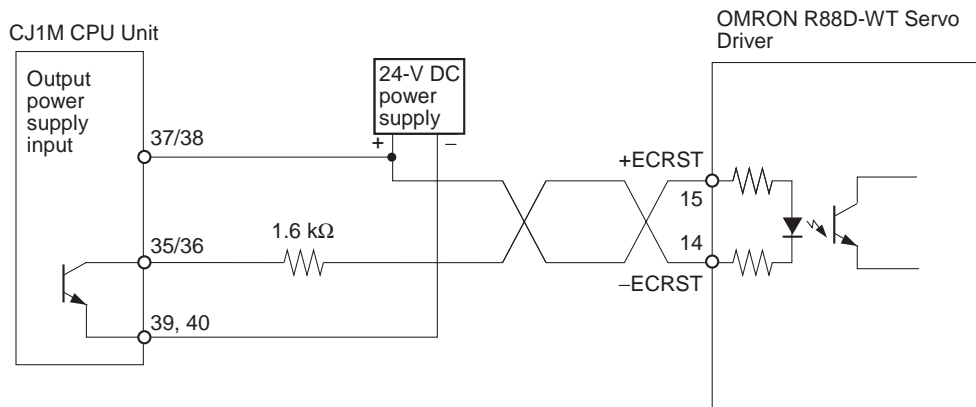 CJ1M CPU Unit
OMRON R88D-WT Servo
Driver
Output
power
supply
input
24-V DC
power
supply
+ −
37/38
+ECRST
15
35/36
1.6 kΩ
14
−ECRST
39, 40